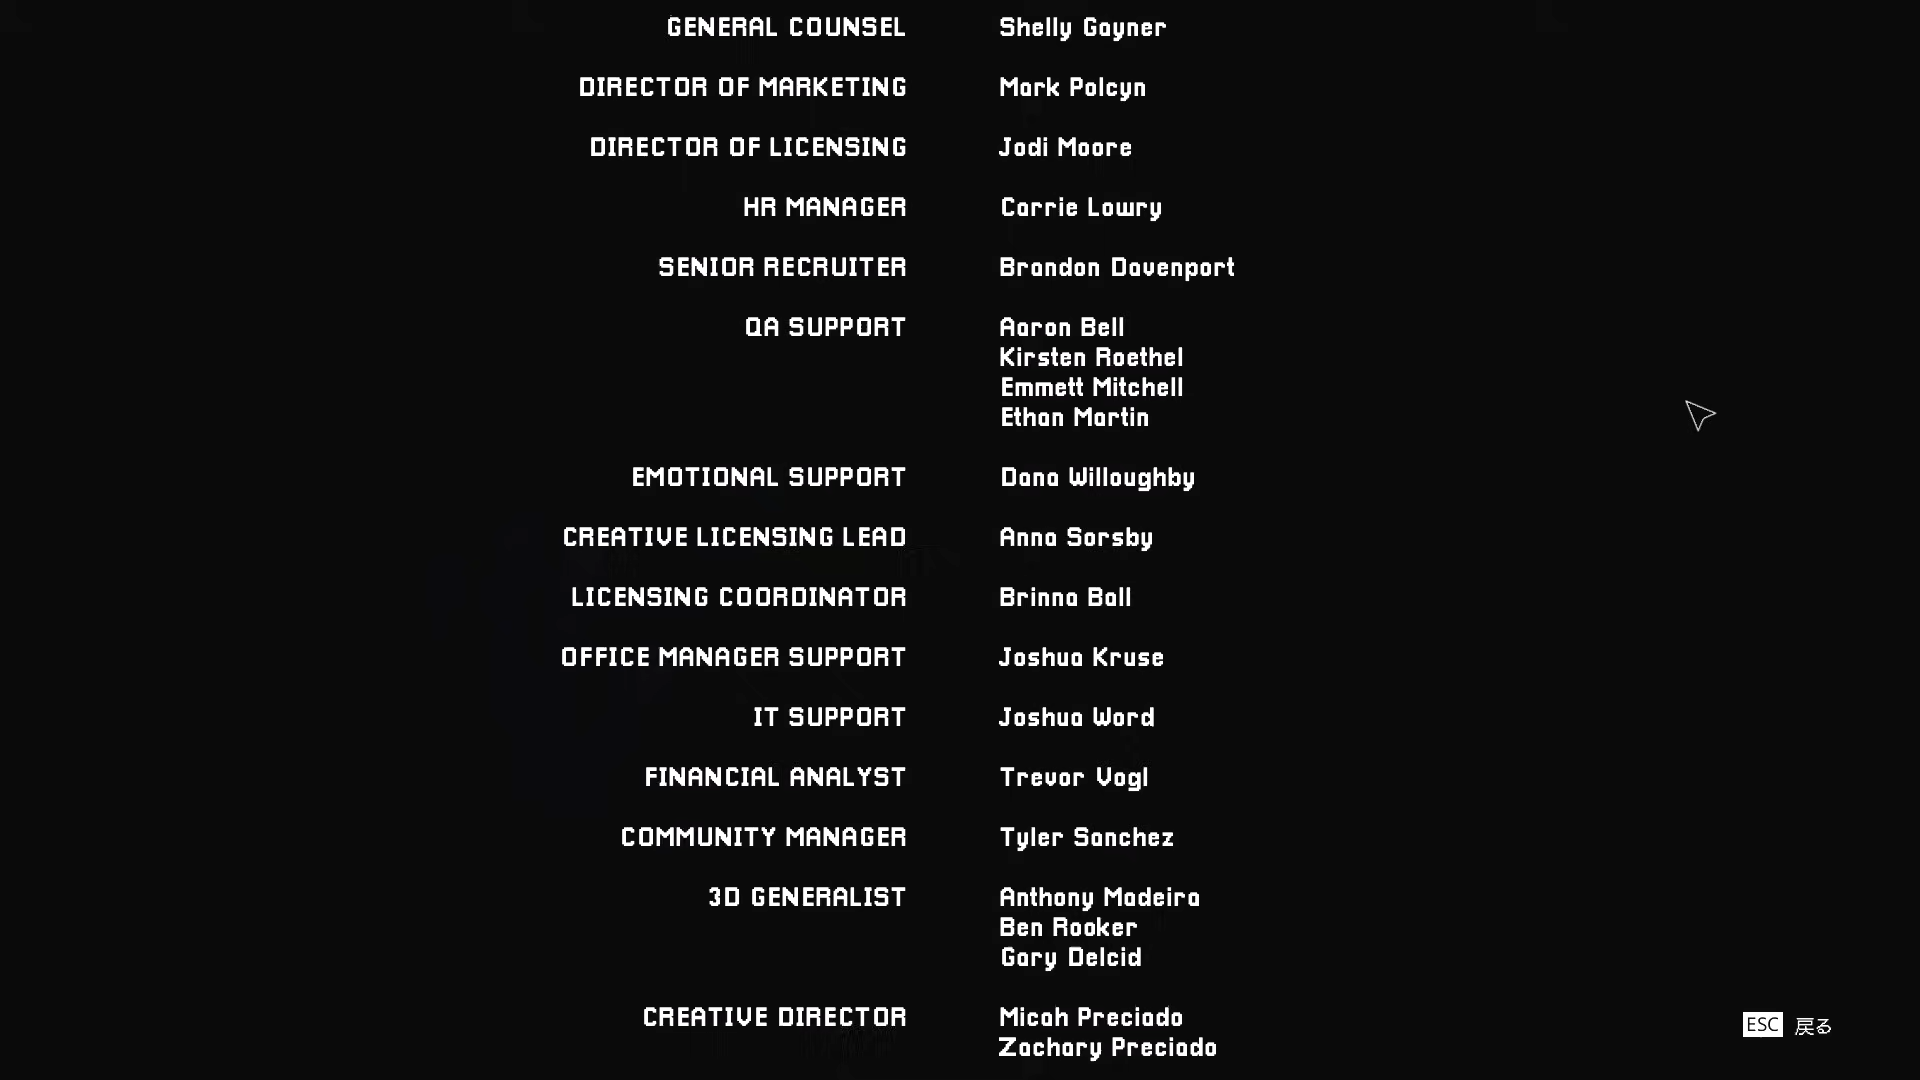 GENERAL COUNSEL Shelly Gayner
DIRECTOR OF MARKETING Mark Polcyn
DIRECTOR OF LICENSING Jodi Moore
HR MANAGER Carrie Lowry
SENIOR RECRUITER Brandon Davenport
QA SUPPORT Aaron Bell
Kirsten Roethel
Emmett Mitchell
Ethan Martin
EMOTIONAL SUPPORT Dana Willoughby
CREATIVE LICENSING LEAD Anna Sorsby
LICENSING COORDINATOR Brinna Ball
OFFICE MANAGER SUPPORT Joshua Kruse
IT SUPPORT Joshua Ward
FINANCIAL ANALYST Trevor Vogl
COMMUNITY MANAGER Tyler Sanchez
3D GENERALIST Anthony Madeira
Ben Rooker
Gary Delcid
CREATIVE DIRECTOR Micah Preciado
Zachary Preciado
ESC 戻る